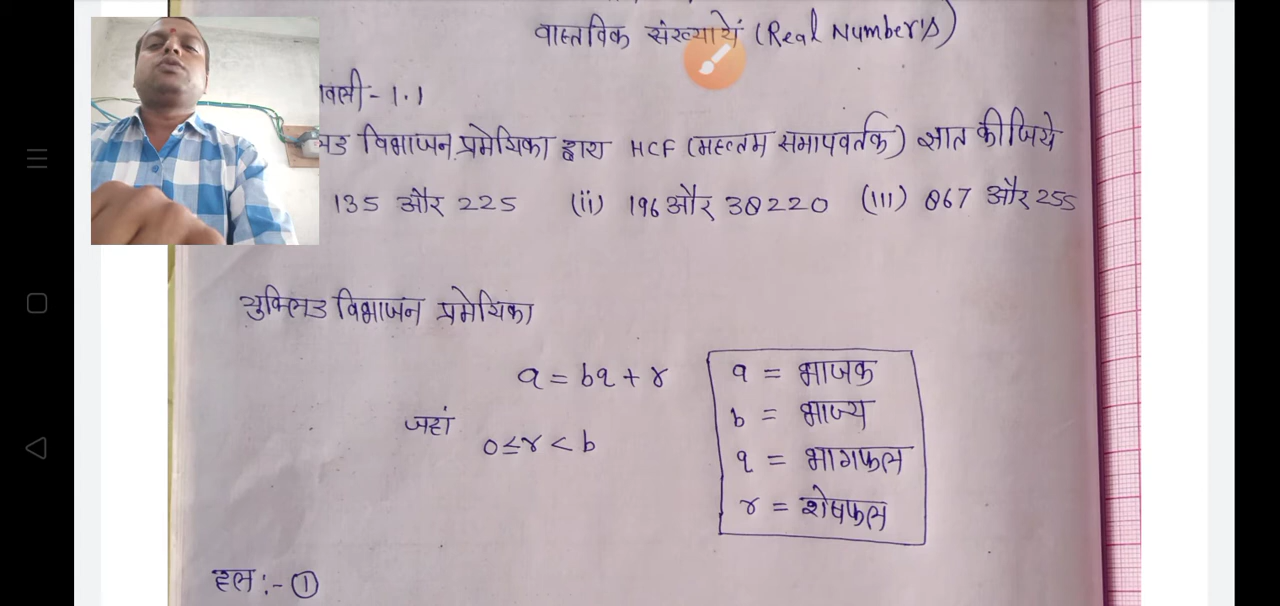 वास्तविक संख्यायें (Real Number's)
वली - 1.1
विभाजन प्रमेयिका द्वारा HCF (महत्तम समापवर्तक) ज्ञात कीजिये
135 और 225 (ii) 196 और 38220 (iii) 867 और 255
युक्लिड विभाजन प्रमेयिका
a = bq + r
जहां
0 ≤ r < b
a = भाजक
b = भाज्य
q = भागफल
r = शेषफल
हल :- ①